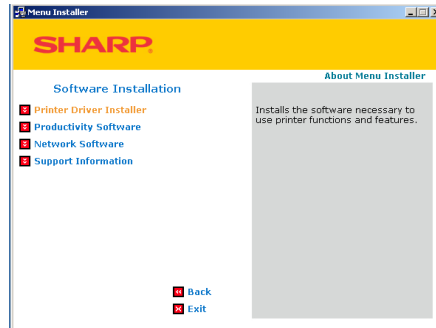 Menu Installer
SHARP
About Menu Installer
Software Installation
Printer Driver Installer
Productivity Software
Network Software
Support Information
Installs the software necessary to
use printer functions and features.
Back
Exit